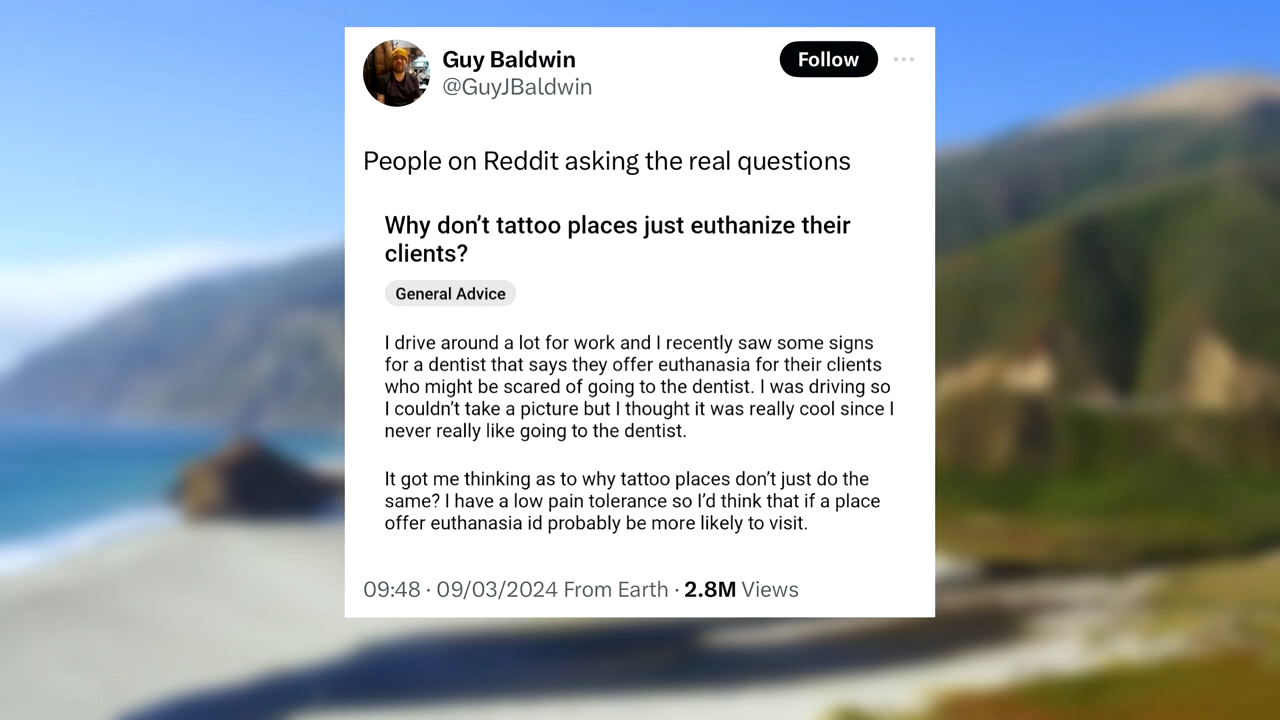 Guy Baldwin
@GuyJBaldwin
Follow
People on Reddit asking the real questions
Why don’t tattoo places just euthanize their
clients?
General Advice
I drive around a lot for work and I recently saw some signs
for a dentist that says they offer euthanasia for their clients
who might be scared of going to the dentist. I was driving so
I couldn’t take a picture but I thought it was really cool since I
never really like going to the dentist.
It got me thinking as to why tattoo places don’t just do the
same? I have a low pain tolerance so I’d think that if a place
offer euthanasia id probably be more likely to visit.
09:48 · 09/03/2024 From Earth · 2.8M Views